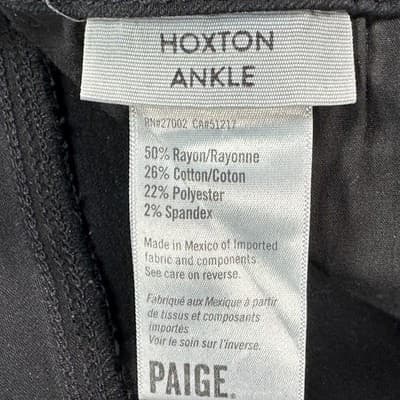 HOXTON
ANKLE
RN#27002 CA#51217
50% Rayon/Rayonne
26% Cotton/Coton
22% Polyester
2% Spandex
Made in Mexico of Imported
fabric and components.
See care on reverse.
Fabriqué aux Mexique à partir
de tissus et composants
importés
Voir le soin sur l'inverse.
PAIGE.